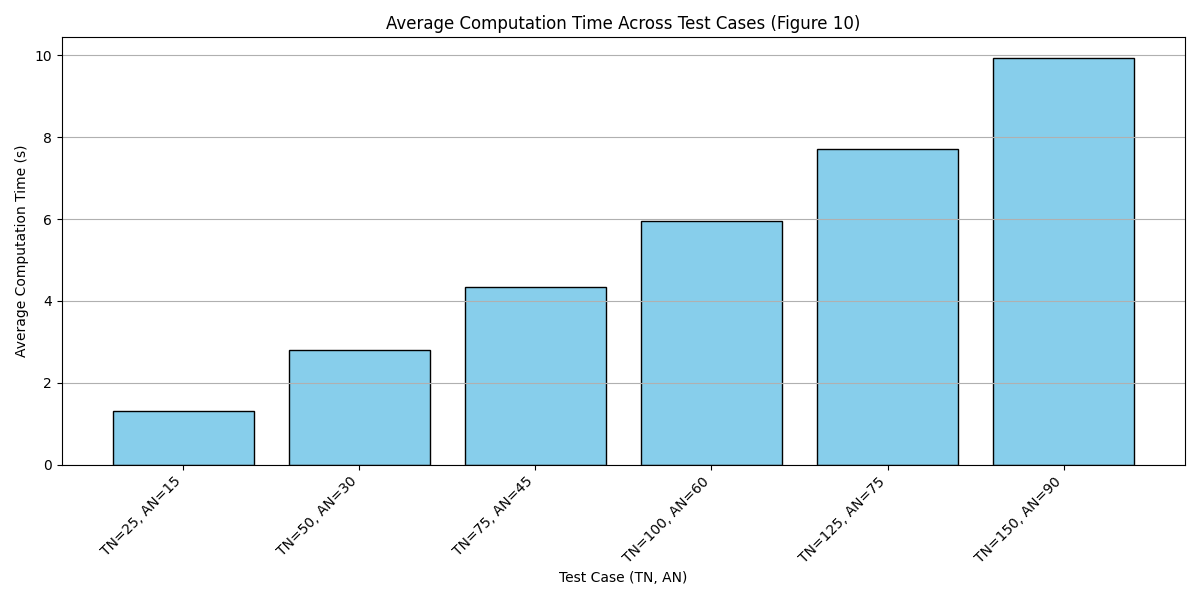 Average Computation Time Across Test Cases (Figure 10)
Average Computation Time (s)
10
8
6
4
2
0
TN=25, AN=15
TN=50, AN=30
TN=75, AN=45
TN=100, AN=60
TN=125, AN=75
TN=150, AN=90
Test Case (TN, AN)